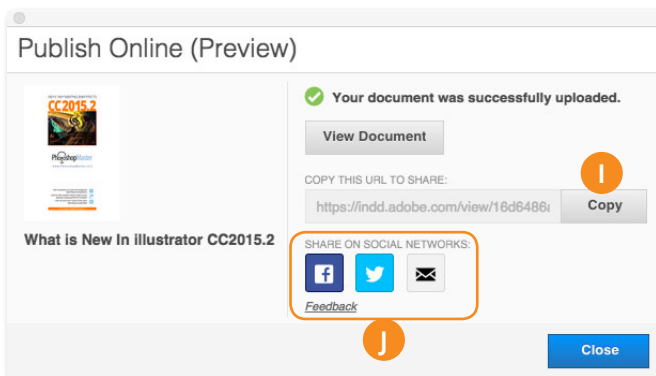 Publish Online (Preview)
CC2015.2
PhotoshopMaster
Your document was successfully uploaded.
View Document
COPY THIS URL TO SHARE:
I
https://indd.adobe.com/view/16d6486
Copy
What is New In illustrator CC2015.2
SHARE ON SOCIAL NETWORKS:
Feedback
J
Close